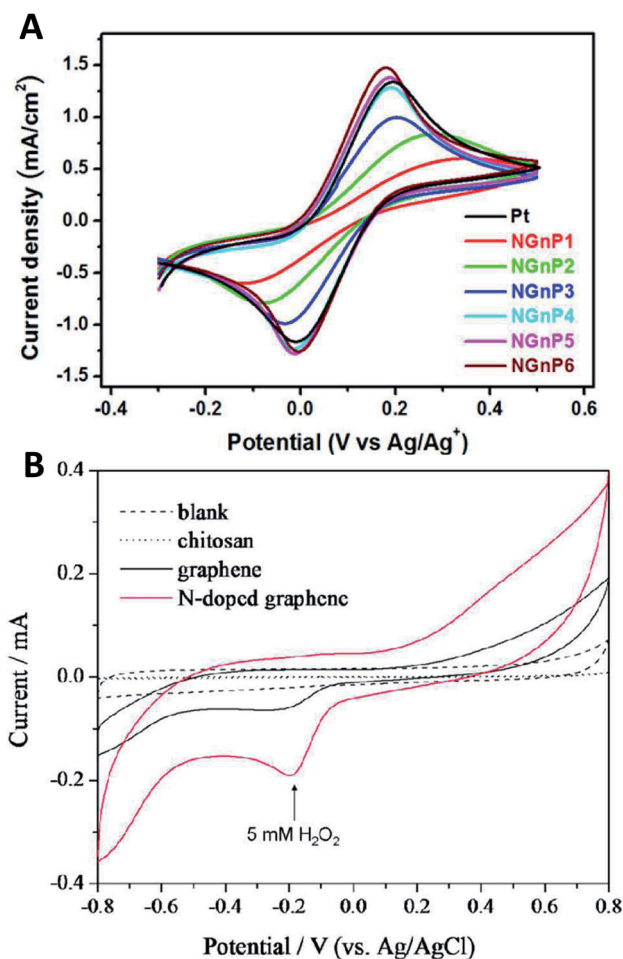 A
Current density (mA/cm²)
1.5
1.0
0.5
0.0
-0.5
-1.0
-1.5
Pt
NGnP1
NGnP2
NGnP3
NGnP4
NGnP5
NGnP6
-0.4 -0.2 0.0 0.2 0.4 0.6
Potential (V vs Ag/Ag⁺)
B
Current / mA
0.4
0.2
0.0
-0.2
-0.4
blank
chitosan
graphene
N-doped graphene
5 mM H₂O₂
-0.8 -0.6 -0.4 -0.2 0.0 0.2 0.4 0.6 0.8
Potential / V (vs. Ag/AgCl)